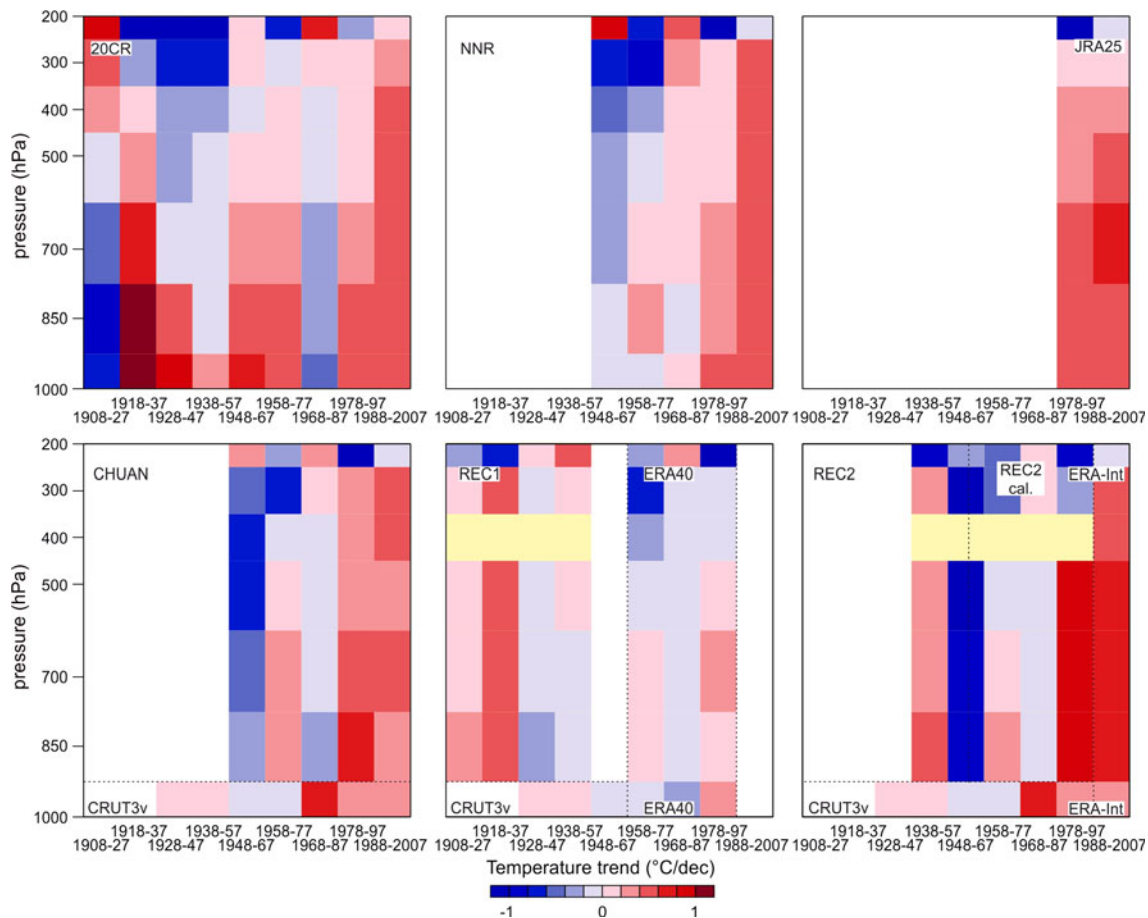 200
300
400
500
700
850
1000
pressure (hPa)
20CR
NNR
JRA25
1918-37 1938-57 1958-77 1978-97
1908-27 1928-47 1948-67 1968-87 1988-2007
1918-37 1938-57 1958-77 1978-97
1908-27 1928-47 1948-67 1968-87 1988-2007
1918-37 1938-57 1958-77 1978-97
1908-27 1928-47 1948-67 1968-87 1988-2007
200
300
400
500
700
850
1000
pressure (hPa)
CHUAN
CRUT3v
REC1
ERA40
CRUT3v
ERA40
REC2
REC2
cal.
ERA-Int
CRUT3v
ERA-Int
1918-37 1938-57 1958-77 1978-97
1908-27 1928-47 1948-67 1968-87 1988-2007
1918-37 1938-57 1958-77 1978-97
1908-27 1928-47 1948-67 1968-87 1988-2007
1918-37 1938-57 1958-77 1978-97
1908-27 1928-47 1948-67 1968-87 1988-2007
Temperature trend (°C/dec)
-1 0 1